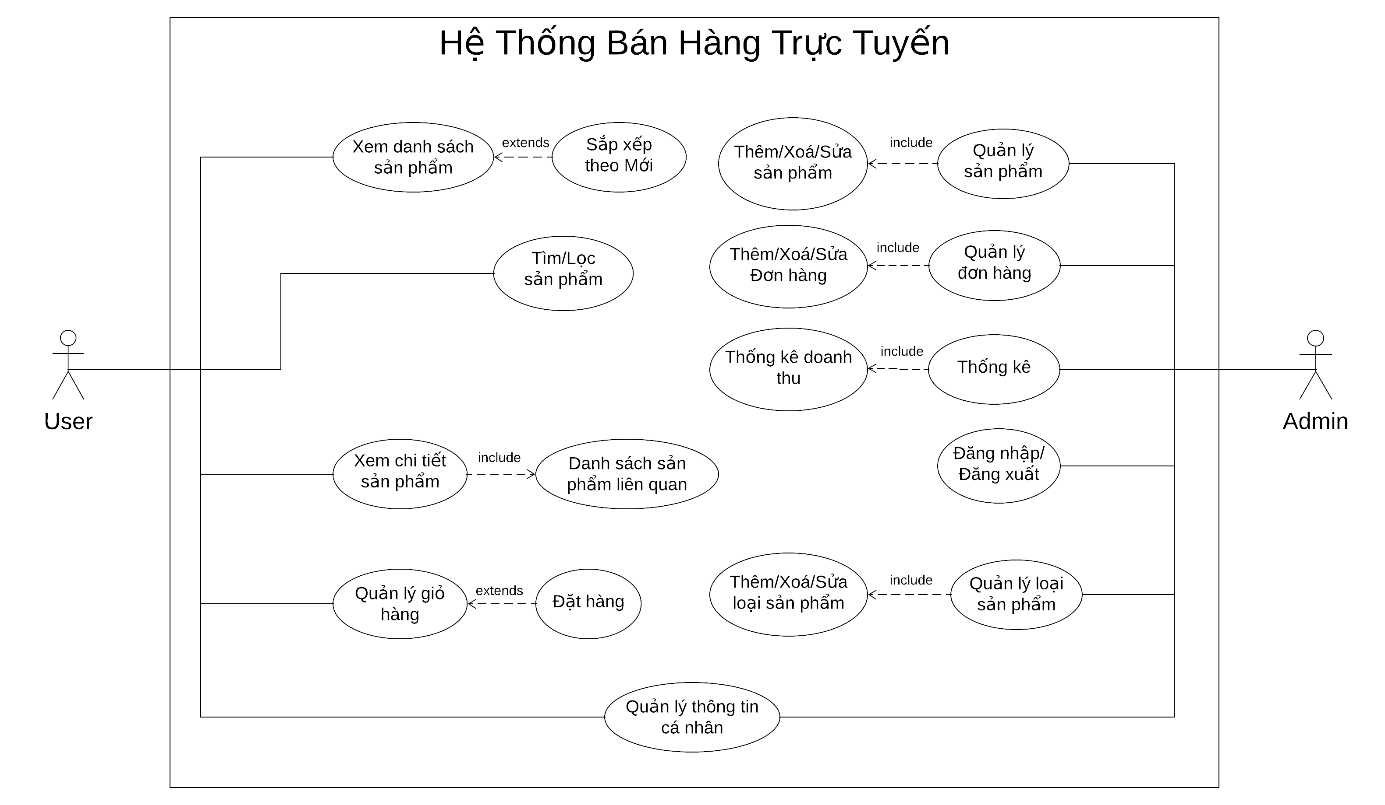 Hệ Thống Bán Hàng Trực Tuyến
Xem danh sách
sản phẩm
extends
Sắp xếp
theo Mới
Thêm/Xoá/Sửa
sản phẩm
include
Quản lý
sản phẩm
Tìm/Lọc
sản phẩm
Thêm/Xoá/Sửa
Đơn hàng
include
Quản lý
đơn hàng
Thống kê doanh
thu
include
Thống kê
User
Admin
Xem chi tiết
sản phẩm
include
Danh sách sản
phẩm liên quan
Đăng nhập/
Đăng xuất
Quản lý giỏ
hàng
extends
Đặt hàng
Thêm/Xoá/Sửa
loại sản phẩm
include
Quản lý loại
sản phẩm
Quản lý thông tin
cá nhân